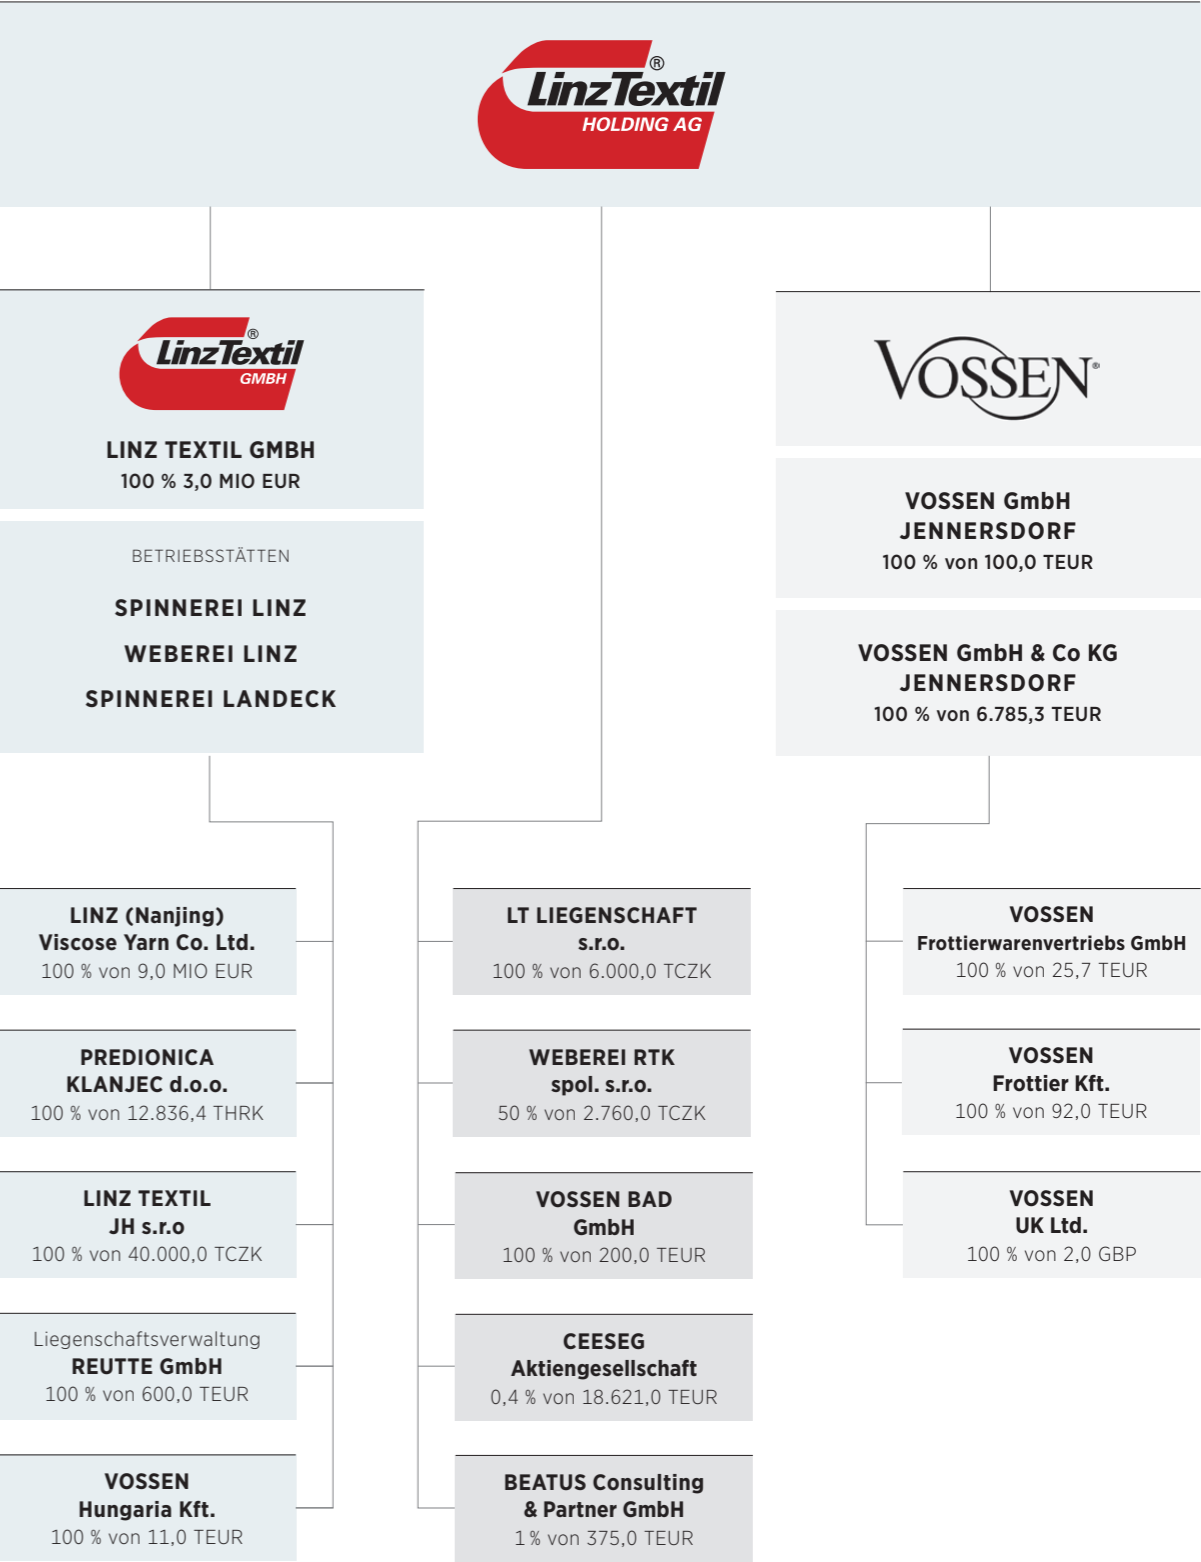 LinzTextil®
HOLDING AG
LinzTextil®
GMBH
LINZ TEXTIL GMBH
100 % 3,0 MIO EUR
BETRIEBSSTÄTTEN
SPINNEREI LINZ
WEBEREI LINZ
SPINNEREI LANDECK
VOSSEN®
VOSSEN GmbH
JENNERSDORF
100 % von 100,0 TEUR
VOSSEN GmbH & Co KG
JENNERSDORF
100 % von 6.785,3 TEUR
LINZ (Nanjing)
Viscose Yarn Co. Ltd.
100 % von 9,0 MIO EUR
PREDIONICA
KLANJEC d.o.o.
100 % von 12.836,4 THRK
LINZ TEXTIL
JH s.r.o
100 % von 40.000,0 TCZK
Liegenschaftsverwaltung
REUTTE GmbH
100 % von 600,0 TEUR
VOSSEN
Hungaria Kft.
100 % von 11,0 TEUR
LT LIEGENSCHAFT
s.r.o.
100 % von 6.000,0 TCZK
WEBEREI RTK
spol. s.r.o.
50 % von 2.760,0 TCZK
VOSSEN BAD
GmbH
100 % von 200,0 TEUR
CEESEG
Aktiengesellschaft
0,4 % von 18.621,0 TEUR
BEATUS Consulting
& Partner GmbH
1 % von 375,0 TEUR
VOSSEN
Frottierwarenvertriebs GmbH
100 % von 25,7 TEUR
VOSSEN
Frottier Kft.
100 % von 92,0 TEUR
VOSSEN
UK Ltd.
100 % von 2,0 GBP